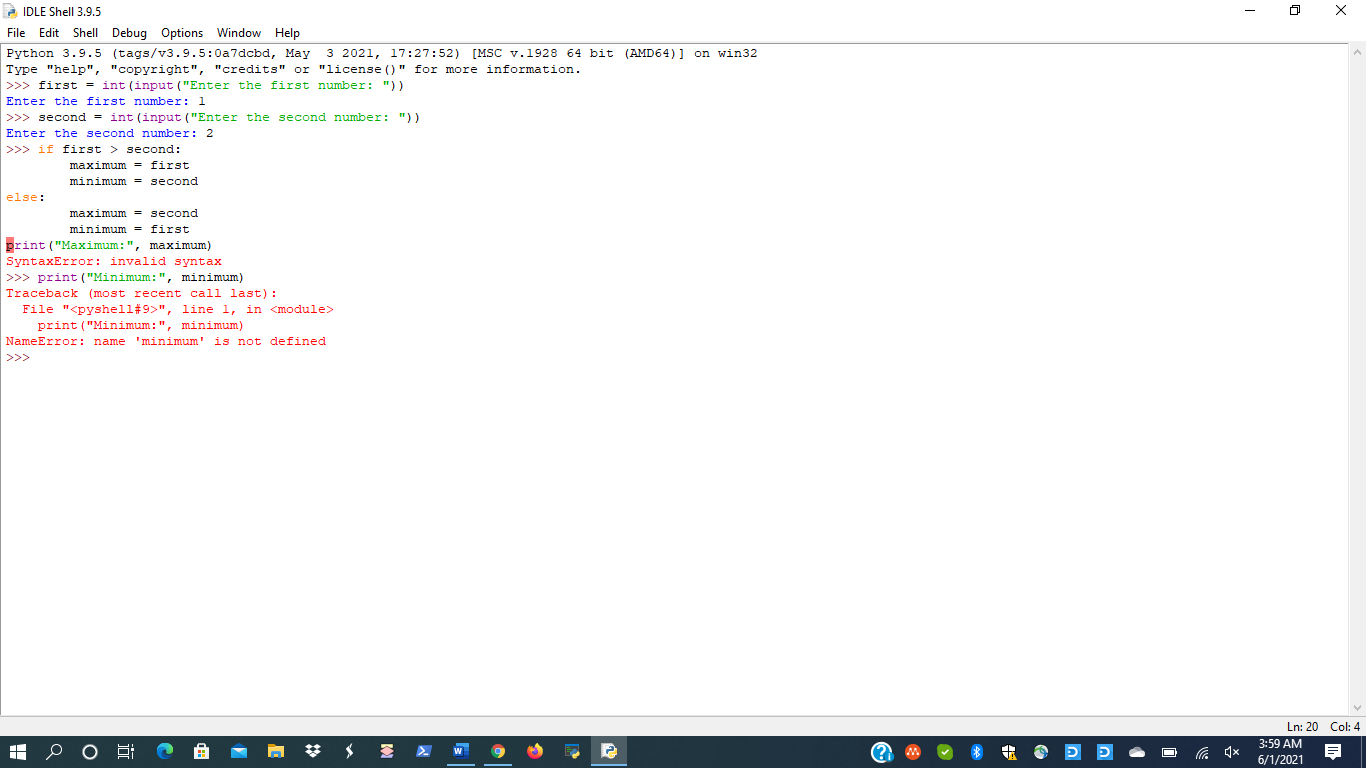 IDLE Shell 3.9.5
File Edit Shell Debug Options Window Help
Python 3.9.5 (tags/v3.9.5:0a7dcbd, May  3 2021, 17:27:52) [MSC v.1928 64 bit (AMD64)] on win32
Type "help", "copyright", "credits" or "license()" for more information.
>>> first = int(input("Enter the first number: "))
Enter the first number: 1
>>> second = int(input("Enter the second number: "))
Enter the second number: 2
>>> if first > second:
        maximum = first
        minimum = second
else:
        maximum = second
        minimum = first
print("Maximum:", maximum)
SyntaxError: invalid syntax
>>> print("Minimum:", minimum)
Traceback (most recent call last):
  File "<pyshell#9>", line 1, in <module>
    print("Minimum:", minimum)
NameError: name 'minimum' is not defined
>>>
Ln: 20 Col: 4
3:59 AM
6/1/2021